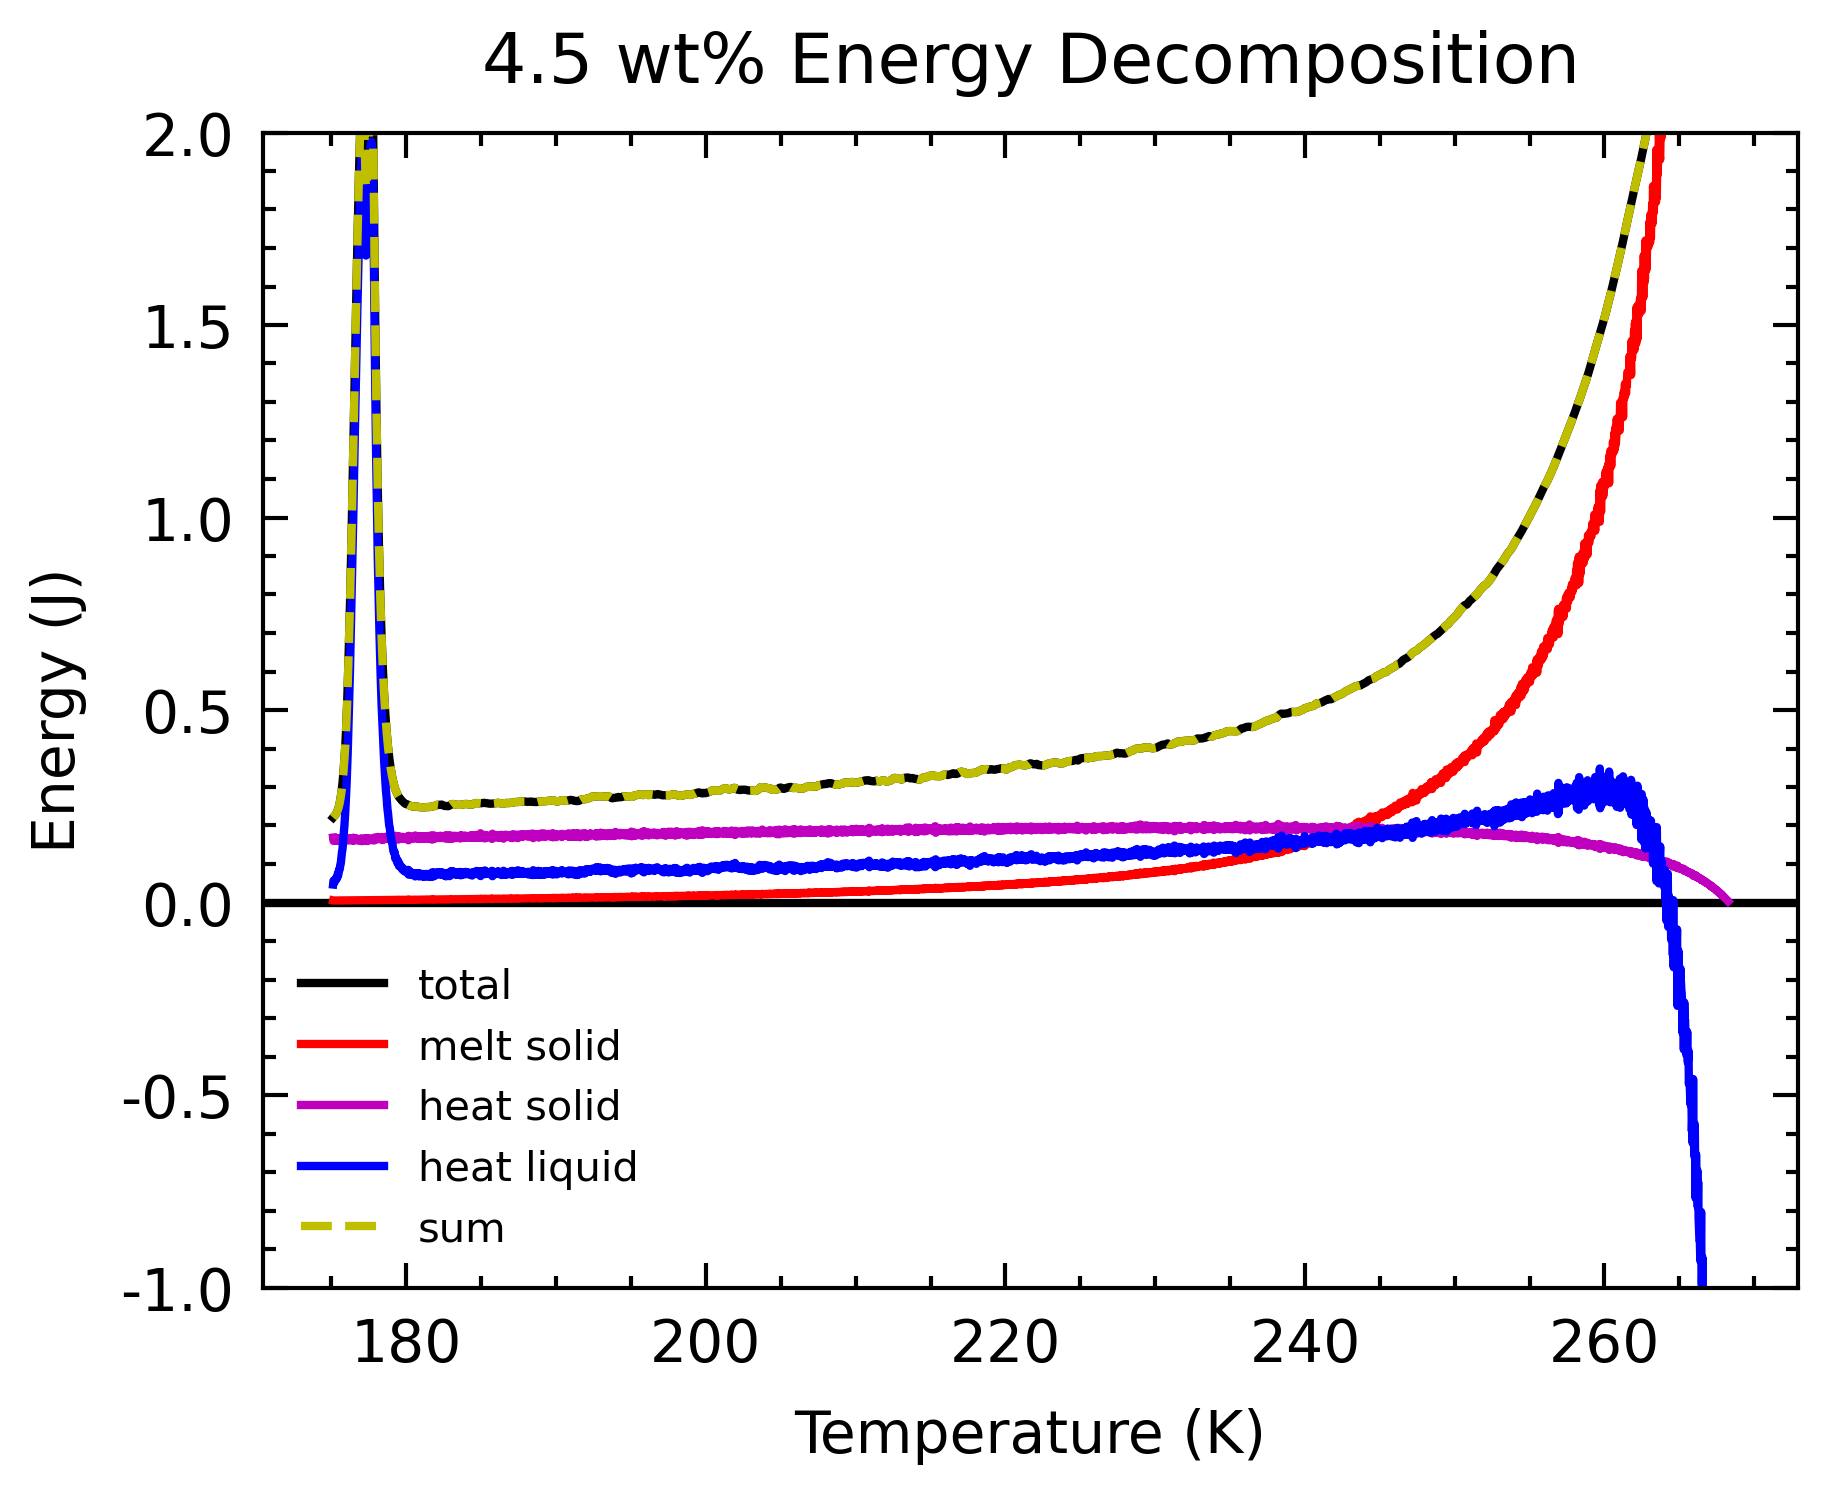 4.5 wt% Energy Decomposition
2.0
1.5
1.0
0.5
0.0
-0.5
-1.0
Energy (J)
total
melt solid
heat solid
heat liquid
sum
180 200 220 240 260
Temperature (K)